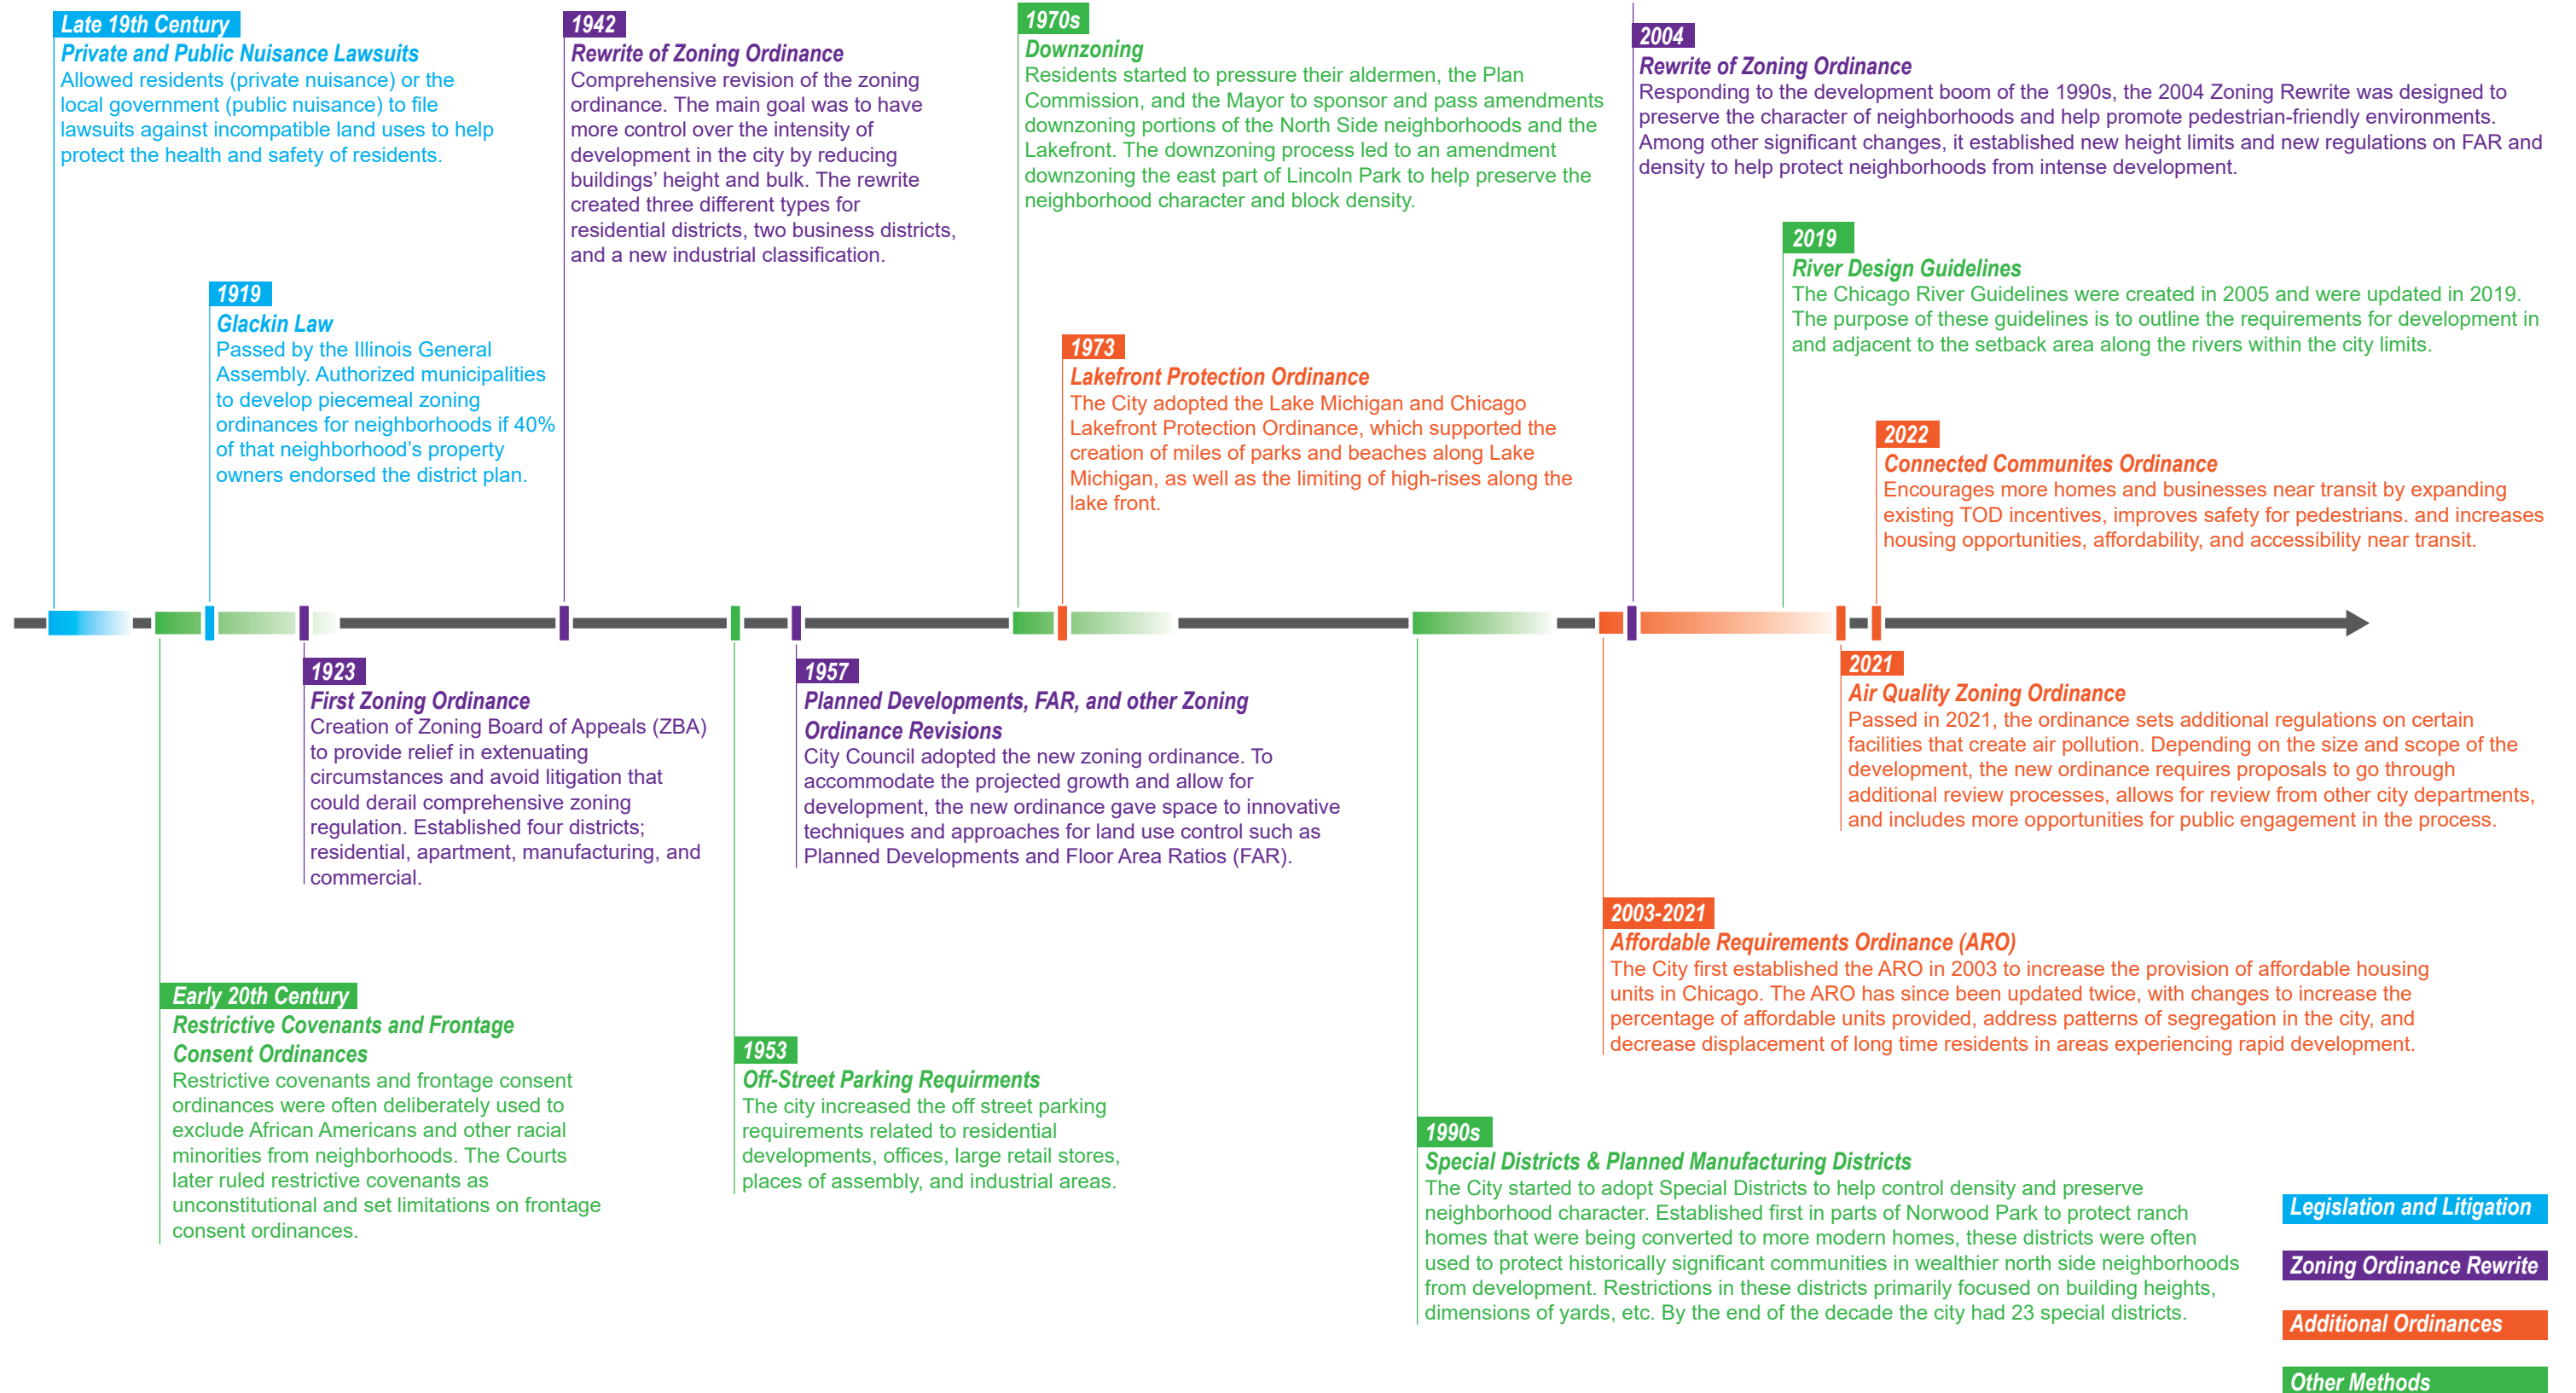 Late 19th Century
Private and Public Nuisance Lawsuits
Allowed residents (private nuisance) or the
local government (public nuisance) to file
lawsuits against incompatible land uses to help
protect the health and safety of residents.
1919
Glackin Law
Passed by the Illinois General
Assembly. Authorized municipalities
to develop piecemeal zoning
ordinances for neighborhoods if 40%
of that neighborhood's property
owners endorsed the district plan.
1942
Rewrite of Zoning Ordinance
Comprehensive revision of the zoning
ordinance. The main goal was to have
more control over the intensity of
development in the city by reducing
buildings' height and bulk. The rewrite
created three different types for
residential districts, two business districts,
and a new industrial classification.
1970s
Downzoning
Residents started to pressure their aldermen, the Plan
Commission, and the Mayor to sponsor and pass amendments
downzoning portions of the North Side neighborhoods and the
Lakefront. The downzoning process led to an amendment
downzoning the east part of Lincoln Park to help preserve the
neighborhood character and block density.
1973
Lakefront Protection Ordinance
The City adopted the Lake Michigan and Chicago
Lakefront Protection Ordinance, which supported the
creation of miles of parks and beaches along Lake
Michigan, as well as the limiting of high-rises along the
lake front.
2004
Rewrite of Zoning Ordinance
Responding to the development boom of the 1990s, the 2004 Zoning Rewrite was designed to
preserve the character of neighborhoods and help promote pedestrian-friendly environments.
Among other significant changes, it established new height limits and new regulations on FAR and
density to help protect neighborhoods from intense development.
2019
River Design Guidelines
The Chicago River Guidelines were created in 2005 and were updated in 2019.
The purpose of these guidelines is to outline the requirements for development in
and adjacent to the setback area along the rivers within the city limits.
2022
Connected Communites Ordinance
Encourages more homes and businesses near transit by expanding
existing TOD incentives, improves safety for pedestrians. and increases
housing opportunities, affordability, and accessibility near transit.
1923
First Zoning Ordinance
Creation of Zoning Board of Appeals (ZBA)
to provide relief in extenuating
circumstances and avoid litigation that
could derail comprehensive zoning
regulation. Established four districts;
residential, apartment, manufacturing, and
commercial.
Early 20th Century
Restrictive Covenants and Frontage
Consent Ordinances
Restrictive covenants and frontage consent
ordinances were often deliberately used to
exclude African Americans and other racial
minorities from neighborhoods. The Courts
later ruled restrictive covenants as
unconstitutional and set limitations on frontage
consent ordinances.
1957
Planned Developments, FAR, and other Zoning
Ordinance Revisions
City Council adopted the new zoning ordinance. To
accommodate the projected growth and allow for
development, the new ordinance gave space to innovative
techniques and approaches for land use control such as
Planned Developments and Floor Area Ratios (FAR).
1953
Off-Street Parking Requirments
The city increased the off street parking
requirements related to residential
developments, offices, large retail stores,
places of assembly, and industrial areas.
2021
Air Quality Zoning Ordinance
Passed in 2021, the ordinance sets additional regulations on certain
facilities that create air pollution. Depending on the size and scope of the
development, the new ordinance requires proposals to go through
additional review processes, allows for review from other city departments,
and includes more opportunities for public engagement in the process.
2003-2021
Affordable Requirements Ordinance (ARO)
The City first established the ARO in 2003 to increase the provision of affordable housing
units in Chicago. The ARO has since been updated twice, with changes to increase the
percentage of affordable units provided, address patterns of segregation in the city, and
decrease displacement of long time residents in areas experiencing rapid development.
1990s
Special Districts & Planned Manufacturing Districts
The City started to adopt Special Districts to help control density and preserve
neighborhood character. Established first in parts of Norwood Park to protect ranch
homes that were being converted to more modern homes, these districts were often
used to protect historically significant communities in wealthier north side neighborhoods
from development. Restrictions in these districts primarily focused on building heights,
dimensions of yards, etc. By the end of the decade the city had 23 special districts.
Legislation and Litigation
Zoning Ordinance Rewrite
Additional Ordinances
Other Methods